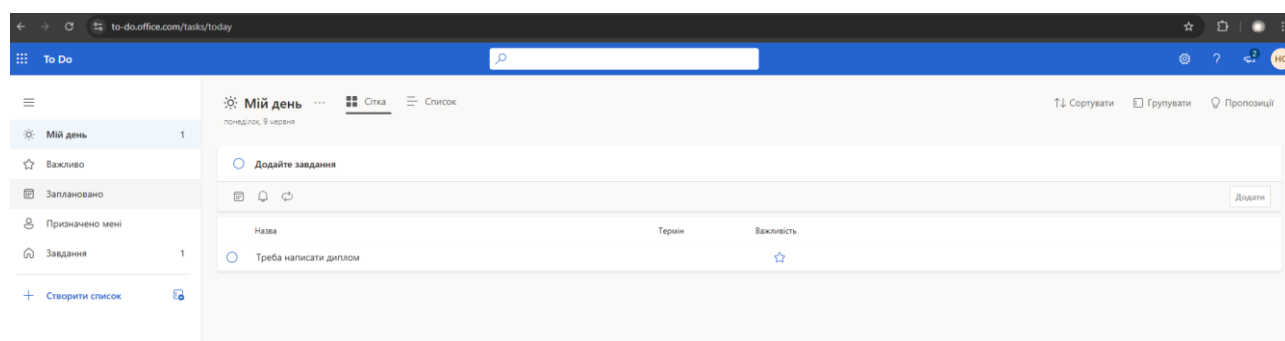 to-do.office.com/tasks/today
To Do
2
НС
Мій день
Сітка
Список
понеділок, 9 червня
Сортувати
Групувати
Пропозиції
Мій день 1
Важливо
Заплановано
Призначено мені
Завдання 1
Створити список
Додайте завдання
Додати
Назва Термін Важливість
Треба написати диплом